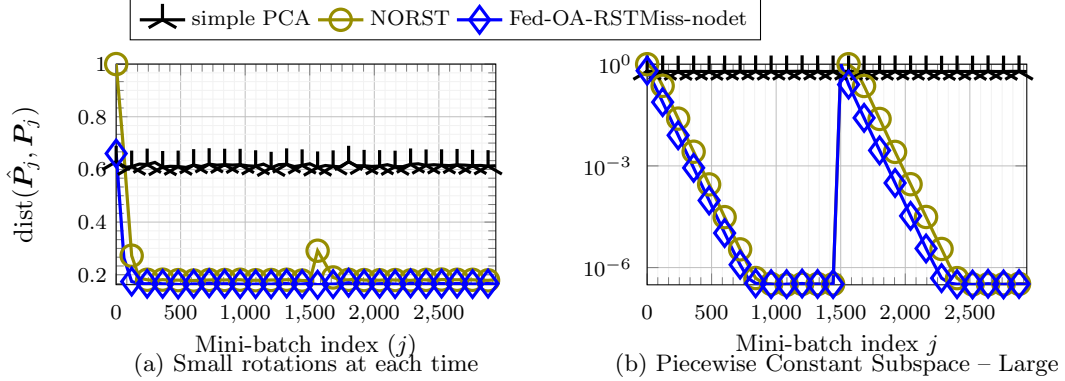 simple PCA NORST Fed-OA-RSTMiss-nodet
dist(P̂_j, P_j)
1
0.8
0.6
0.4
0.2
0 500 1,000 1,500 2,000 2,500
Mini-batch index (j)
(a) Small rotations at each time
10^0
10^−3
10^−6
0 500 1,000 1,500 2,000 2,500
Mini-batch index j
(b) Piecewise Constant Subspace – Large